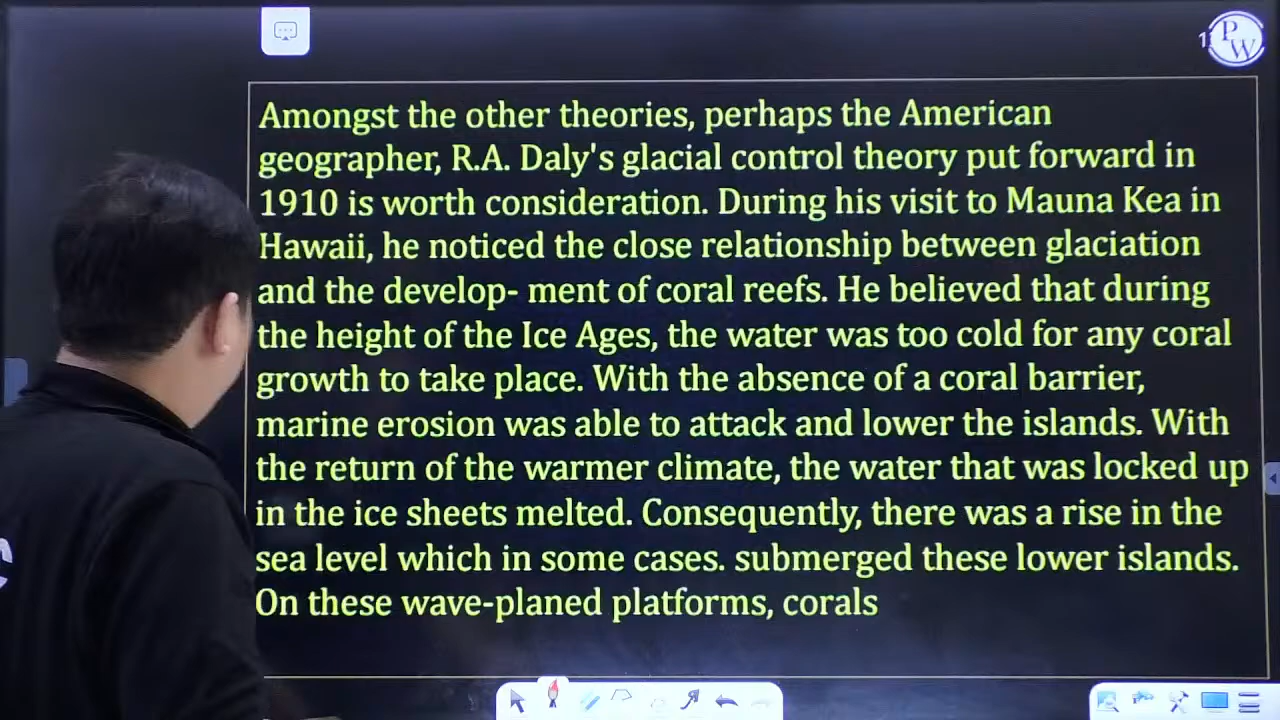 PW
Amongst the other theories, perhaps the American
geographer, R.A. Daly's glacial control theory put forward in
1910 is worth consideration. During his visit to Mauna Kea in
Hawaii, he noticed the close relationship between glaciation
and the develop- ment of coral reefs. He believed that during
the height of the Ice Ages, the water was too cold for any coral
growth to take place. With the absence of a coral barrier,
marine erosion was able to attack and lower the islands. With
the return of the warmer climate, the water that was locked up
in the ice sheets melted. Consequently, there was a rise in the
sea level which in some cases. submerged these lower islands.
On these wave-planed platforms, corals